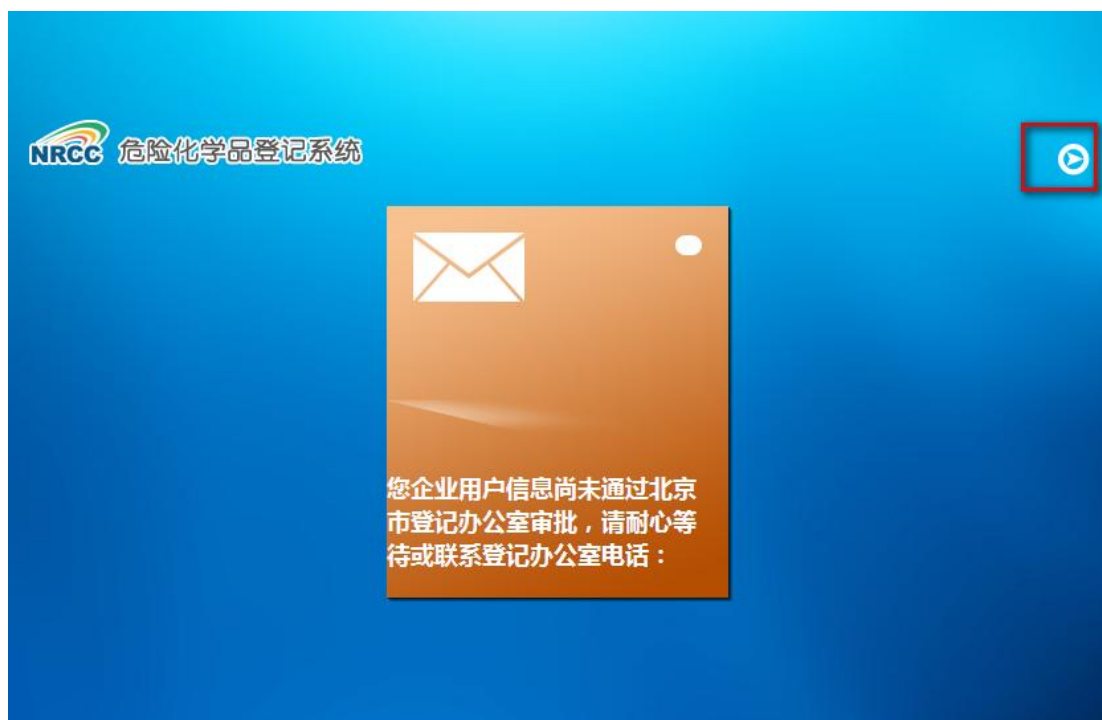 NRCC 危险化学品登记系统
您企业用户信息尚未通过北京
市登记办公室审批，请耐心等
待或联系登记办公室电话：